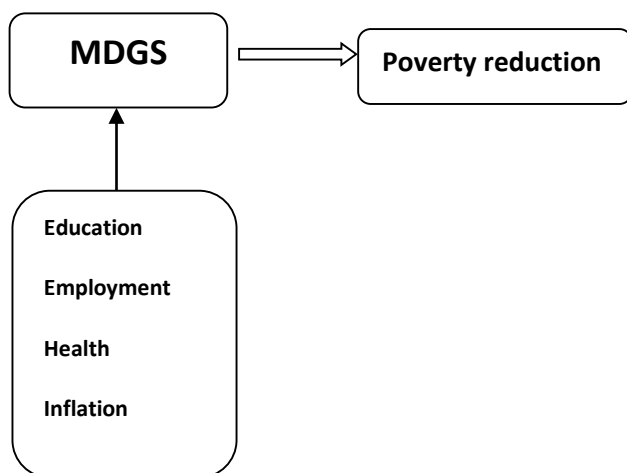 MDGS
Poverty reduction
Education
Employment
Health
Inflation